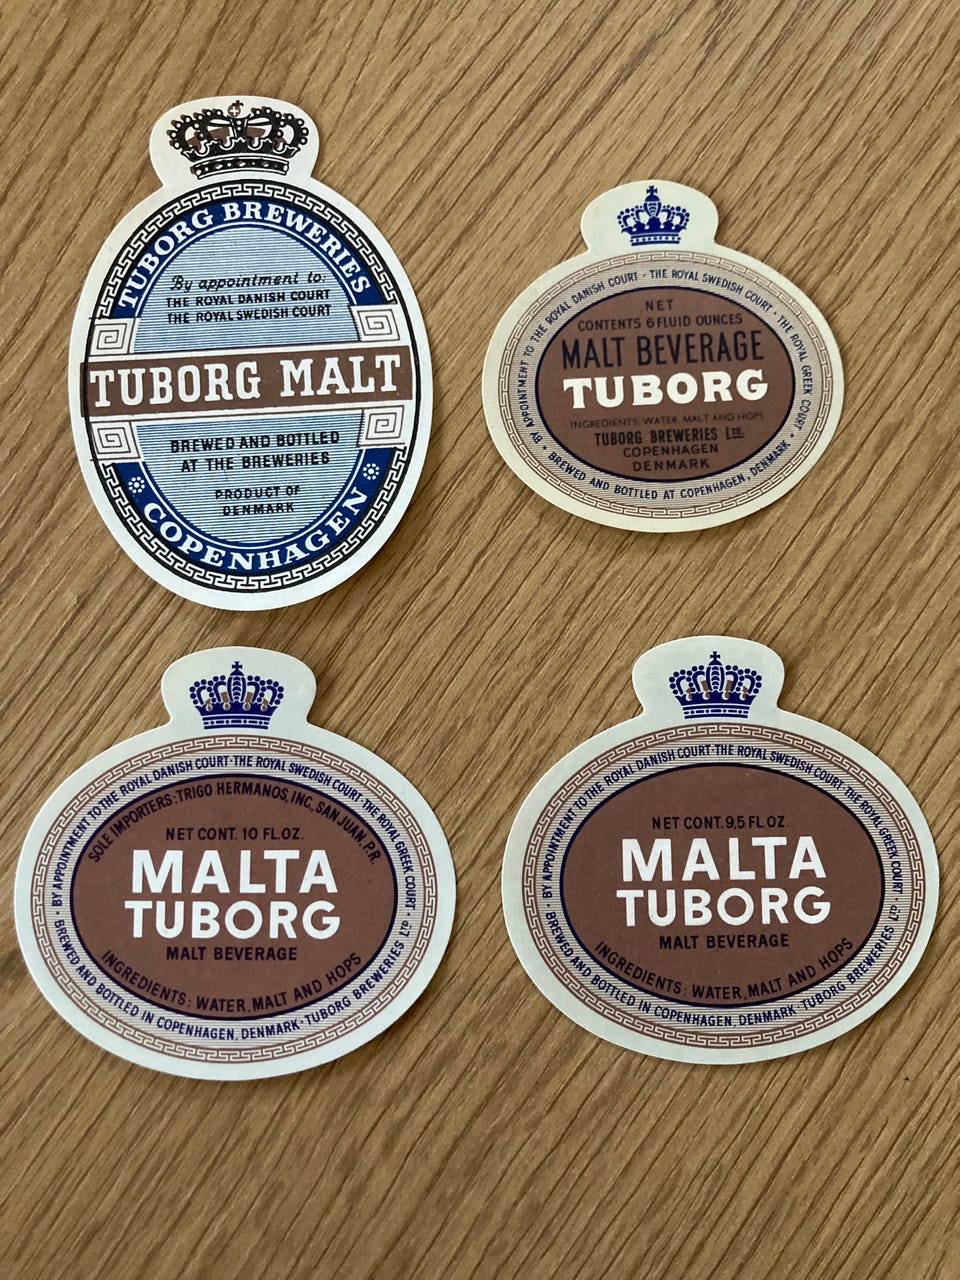 TUBORG BREWERIES
By appointment to:
THE ROYAL DANISH COURT
THE ROYAL SWEDISH COURT
TUBORG MALT
BREWED AND BOTTLED
AT THE BREWERIES
PRODUCT OF
DENMARK
COPENHAGEN
BY APPOINTMENT TO THE ROYAL DANISH COURT · THE ROYAL SWEDISH COURT · THE ROYAL GREEK COURT
NET
CONTENTS 6 FLUID OUNCES
MALT BEVERAGE
TUBORG
INGREDIENTS: WATER, MALT AND HOPS
TUBORG BREWERIES LTD.
COPENHAGEN
DENMARK
BREWED AND BOTTLED AT COPENHAGEN, DENMARK
BY APPOINTMENT TO THE ROYAL DANISH COURT · THE ROYAL SWEDISH COURT · THE ROYAL GREEK COURT
SOLE IMPORTERS: TRIGO HERMANOS, INC., SAN JUAN, P.R.
NET CONT. 10 FL. OZ.
MALTA
TUBORG
MALT BEVERAGE
INGREDIENTS: WATER, MALT AND HOPS
BREWED AND BOTTLED IN COPENHAGEN, DENMARK · TUBORG BREWERIES LTD
BY APPOINTMENT TO THE ROYAL DANISH COURT · THE ROYAL SWEDISH COURT · THE ROYAL GREEK COURT
NET CONT. 9,5 FL. OZ.
MALTA
TUBORG
MALT BEVERAGE
INGREDIENTS: WATER, MALT AND HOPS
BREWED AND BOTTLED IN COPENHAGEN, DENMARK · TUBORG BREWERIES LTD